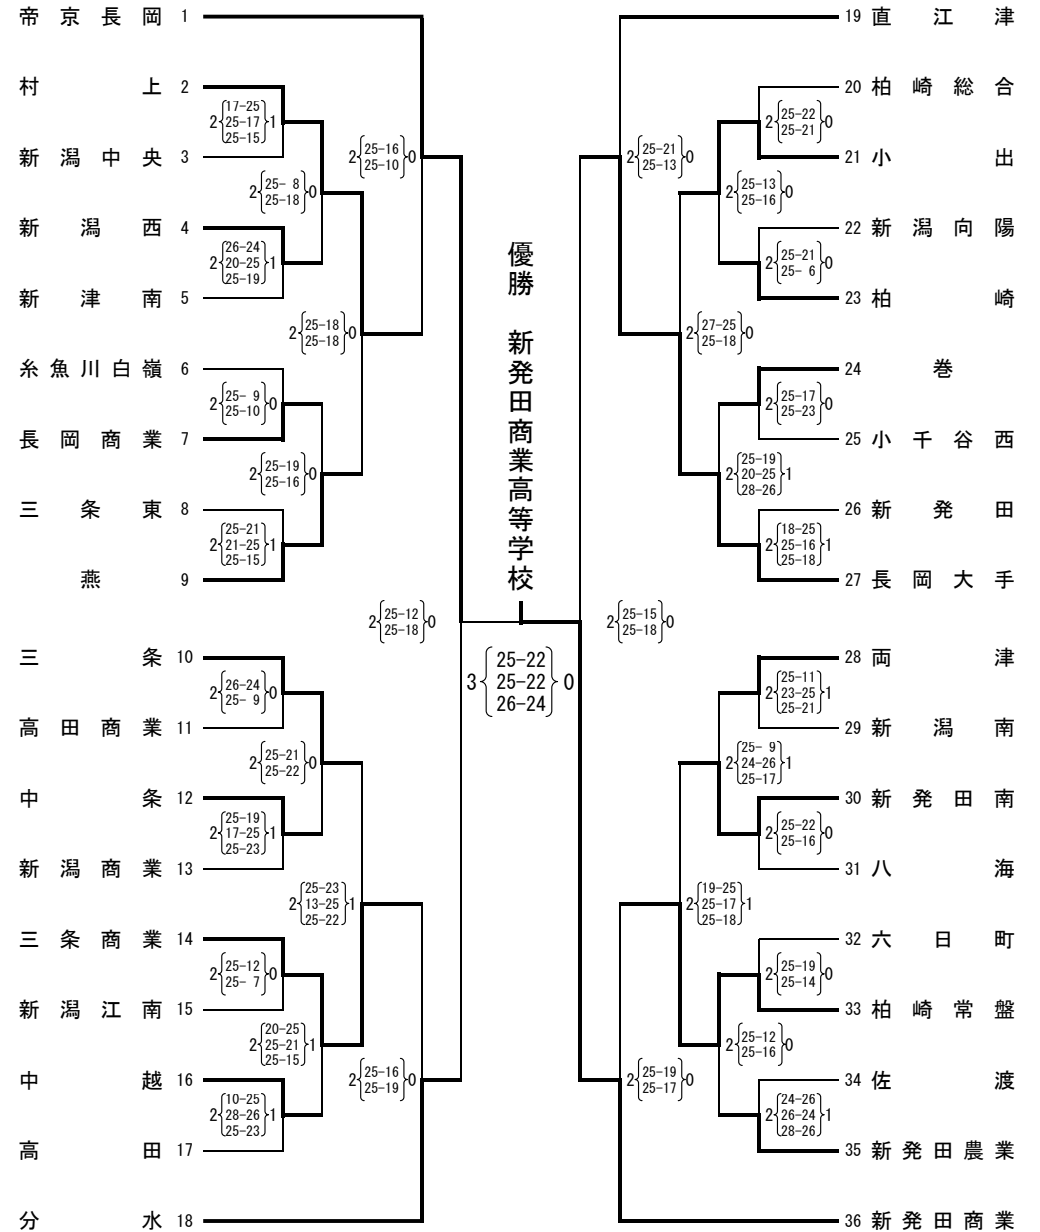 帝京長岡 1
村上 2
2 17-25 25-17 25-15 1
新潟中央 3
2 25- 8 25-18 0
新潟西 4
2 26-24 20-25 25-19 1
新津南 5
2 25-16 25-10 0
2 25-18 25-18 0
糸魚川白嶺 6
2 25- 9 25-10 0
長岡商業 7
2 25-19 25-16 0
三条東 8
2 25-21 21-25 25-15 1
燕 9
2 25-12 25-18 0
三条 10
2 26-24 25- 9 0
高田商業 11
2 25-21 25-22 0
中条 12
2 25-19 17-25 25-23 1
新潟商業 13
2 25-23 13-25 25-22 1
三条商業 14
2 25-12 25- 7 0
新潟江南 15
2 20-25 25-21 25-15 1
中越 16
2 10-25 28-26 25-23 1
高田 17
2 25-16 25-19 0
分水 18
優勝 新発田商業高等学校
3 25-22 25-22 26-24 0
19 直江津
20 柏崎総合
2 25-22 25-21 0
21 小出
2 25-21 25-13 0
2 25-13 25-16 0
22 新潟向陽
2 25-21 25- 6 0
23 柏崎
2 27-25 25-18 0
24 巻
2 25-17 25-23 0
25 小千谷西
2 25-19 20-25 28-26 1
26 新発田
2 18-25 25-16 25-18 1
27 長岡大手
2 25-15 25-18 0
28 両津
2 25-11 23-25 25-21 1
29 新潟南
2 25- 9 24-26 25-17 1
30 新発田南
2 25-22 25-16 0
31 八海
2 19-25 25-17 25-18 1
32 六日町
2 25-19 25-14 0
33 柏崎常盤
2 25-12 25-16 0
34 佐渡
2 24-26 26-24 28-26 1
35 新発田農業
2 25-19 25-17 0
36 新発田商業